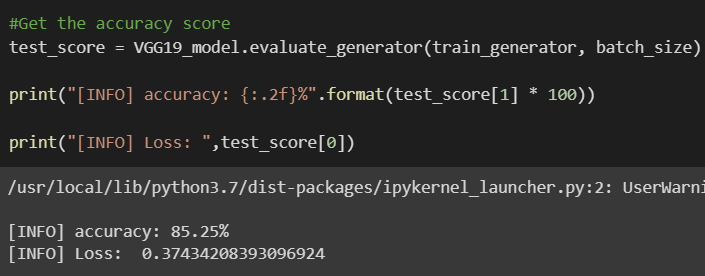 #Get the accuracy score
test_score = VGG19_model.evaluate_generator(train_generator, batch_size)
print("[INFO] accuracy: {:.2f}%".format(test_score[1] * 100))
print("[INFO] Loss: ",test_score[0])
/usr/local/lib/python3.7/dist-packages/ipykernel_launcher.py:2: UserWarni
[INFO] accuracy: 85.25%
[INFO] Loss:  0.37434208393096924